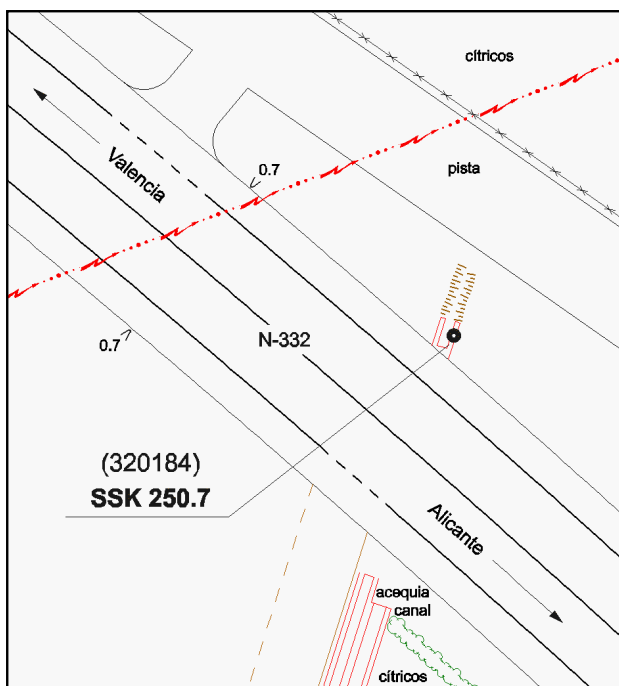 cítricos
0.7
pista
Valencia
0.7
N-332
(320184)
SSK 250.7
Alicante
acequia
canal
cítricos